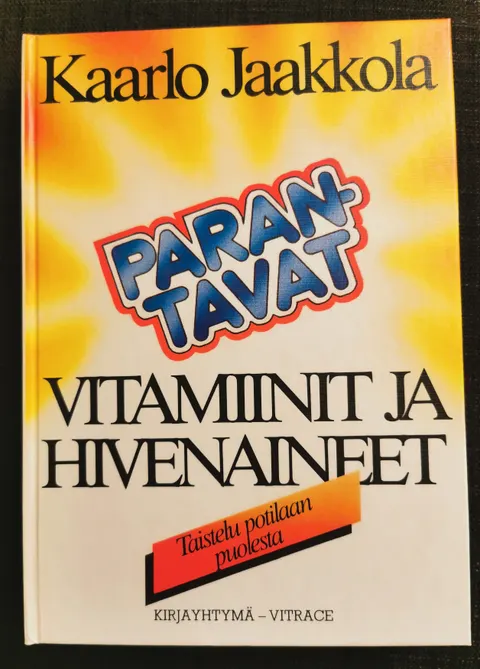 Kaarlo Jaakkola
PARAN-
TAVAT
VITAMIINIT JA
HIVENAINEET
Taistelu potilaan
puolesta
KIRJAYHTYMÄ – VITRACE